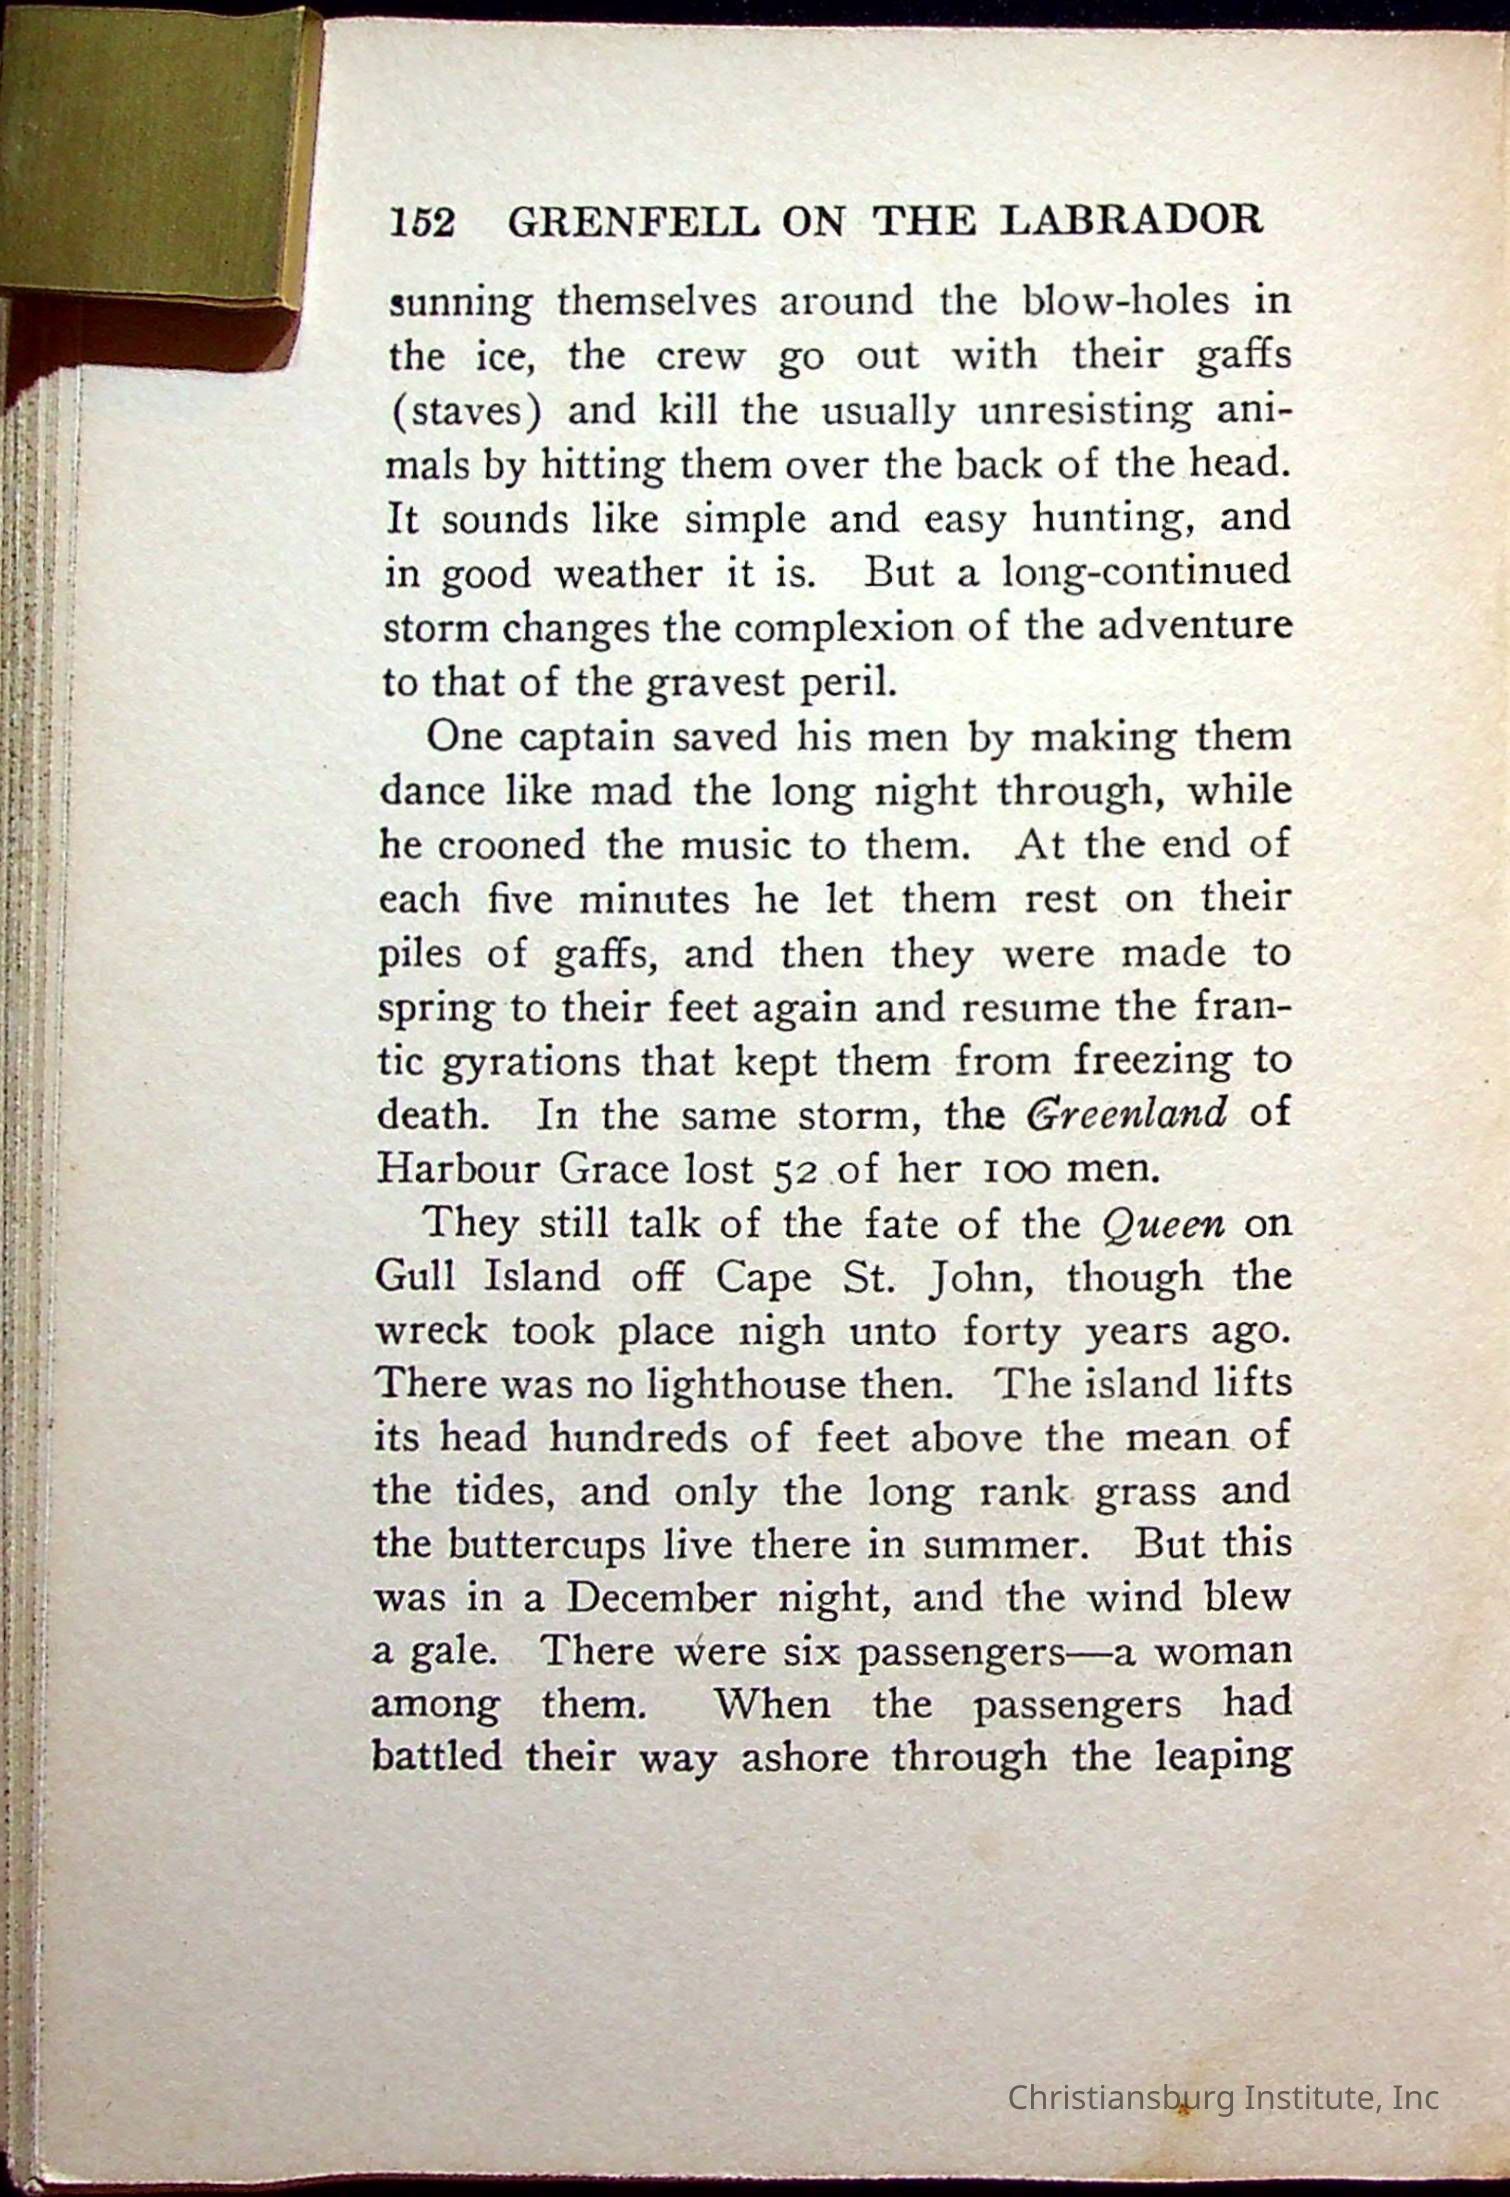 152 GRENFELL ON THE LABRADOR
sunning themselves around the blow-holes in
the ice, the crew go out with their gaffs
(staves) and kill the usually unresisting ani-
mals by hitting them over the back of the head.
It sounds like simple and easy hunting, and
in good weather it is. But a long-continued
storm changes the complexion of the adventure
to that of the gravest peril.
One captain saved his men by making them
dance like mad the long night through, while
he crooned the music to them. At the end of
each five minutes he let them rest on their
piles of gaffs, and then they were made to
spring to their feet again and resume the fran-
tic gyrations that kept them from freezing to
death. In the same storm, the Greenland of
Harbour Grace lost 52 of her 100 men.
They still talk of the fate of the Queen on
Gull Island off Cape St. John, though the
wreck took place nigh unto forty years ago.
There was no lighthouse then. The island lifts
its head hundreds of feet above the mean of
the tides, and only the long rank grass and
the buttercups live there in summer. But this
was in a December night, and the wind blew
a gale. There were six passengers—a woman
among them. When the passengers had
battled their way ashore through the leaping
Christiansburg Institute, Inc